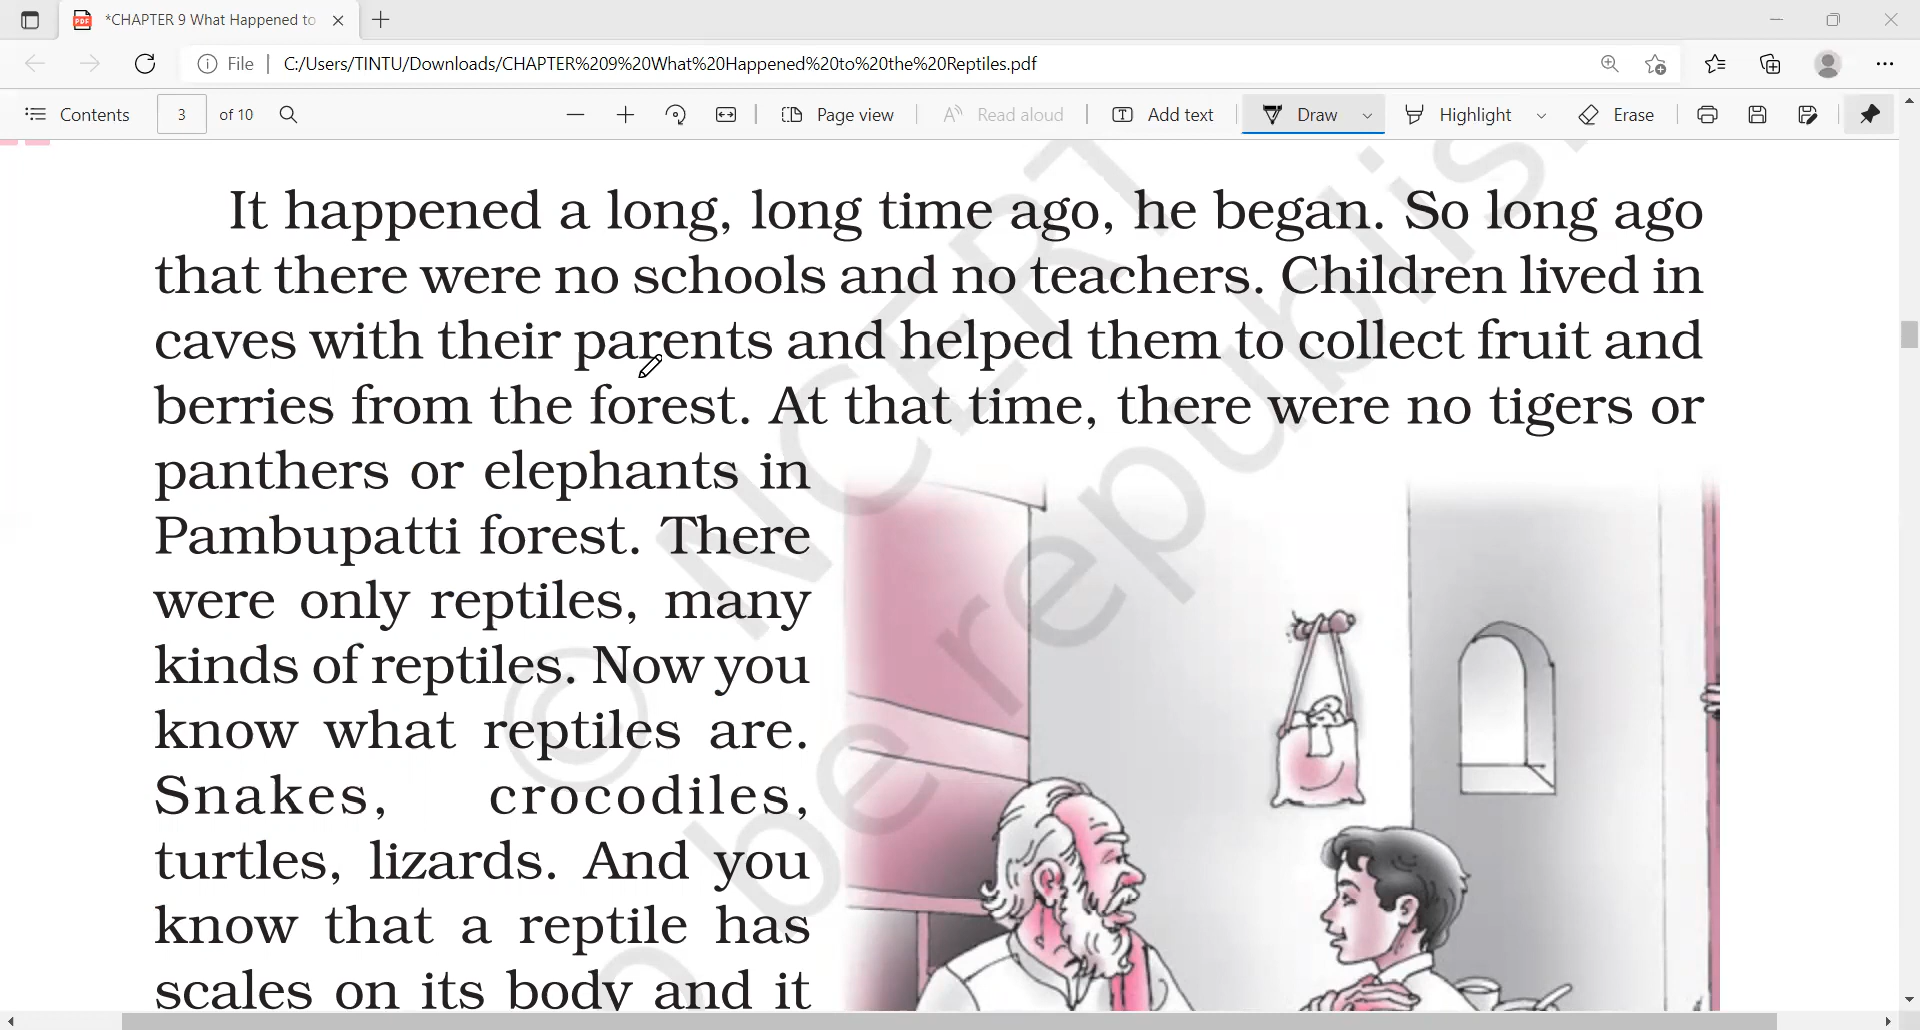 *CHAPTER 9 What Happened to
File
C:/Users/TINTU/Downloads/CHAPTER%209%20What%20Happened%20to%20the%20Reptiles.pdf
Contents
3
of 10
Page view
Read aloud
Add text
Draw
Highlight
Erase
It happened a long, long time ago, he began. So long ago
that there were no schools and no teachers. Children lived in
caves with their parents and helped them to collect fruit and
berries from the forest. At that time, there were no tigers or
panthers or elephants in
Pambupatti forest. There
were only reptiles, many
kinds of reptiles. Now you
know what reptiles are.
Snakes, crocodiles,
turtles, lizards. And you
know that a reptile has
scales on its body and it
© NCERT
be republis